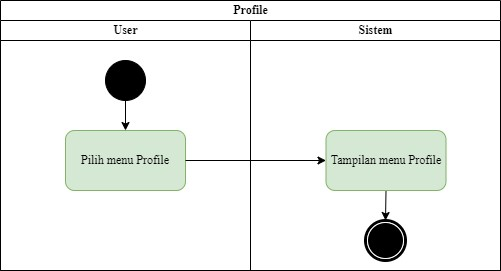 Profile
User
Sistem
Pilih menu Profile
Tampilan menu Profile